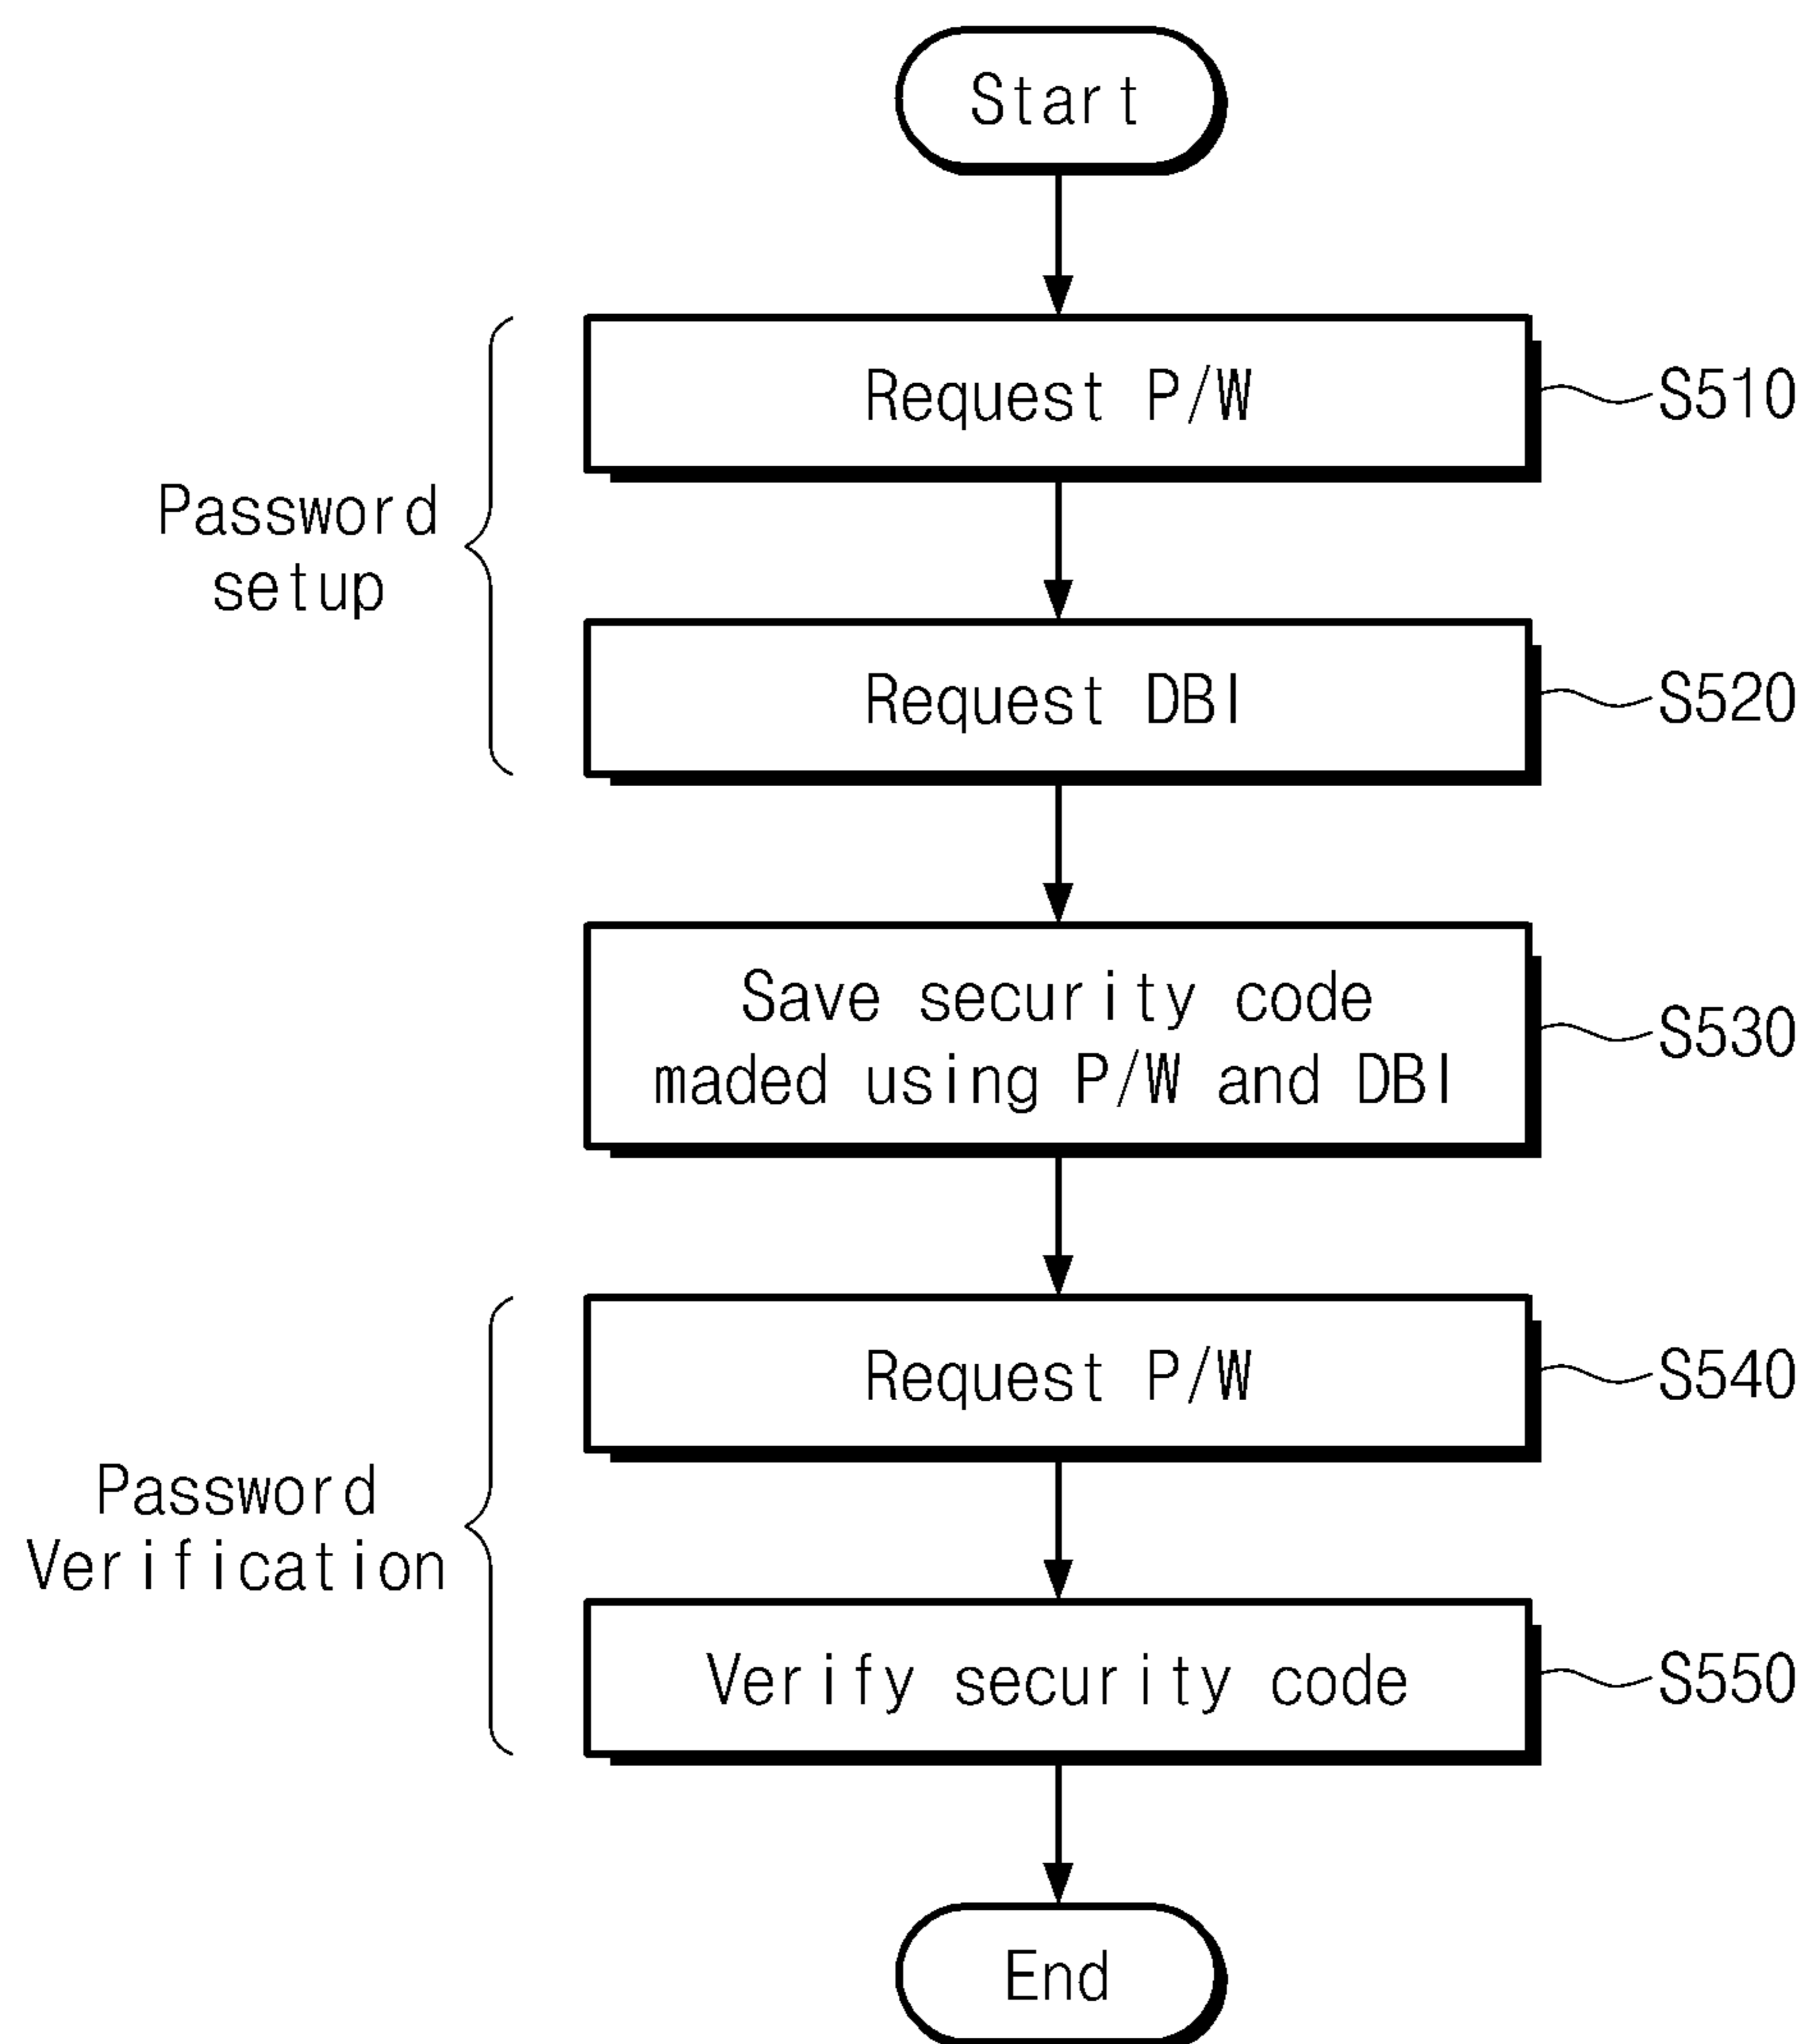 Start
Request P/W
S510
Password
setup
Request DBI
S520
Save security code
maded using P/W and DBI
S530
Request P/W
S540
Password
Verification
Verify security code
S550
End